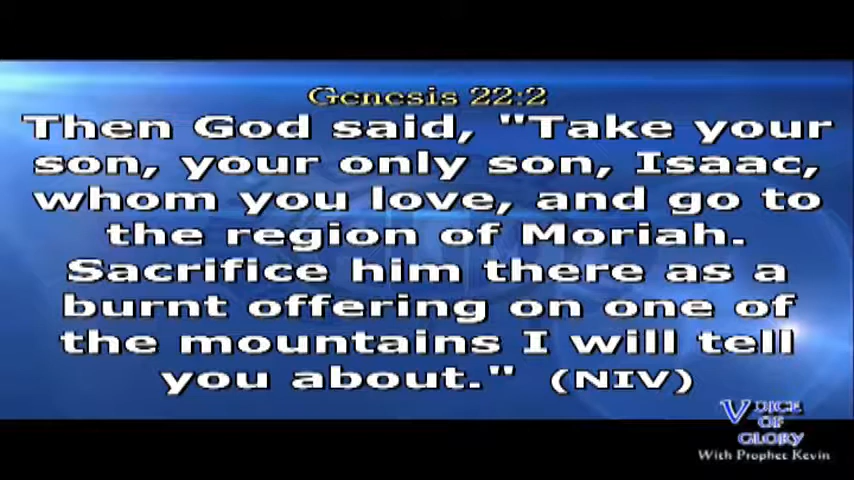 Genesis 22:2
Then God said, "Take your
son, your only son, Isaac,
whom you love, and go to
the region of Moriah.
Sacrifice him there as a
burnt offering on one of
the mountains I will tell
you about." (NIV)
VOICE
OF
GLORY
With Prophet Kevin